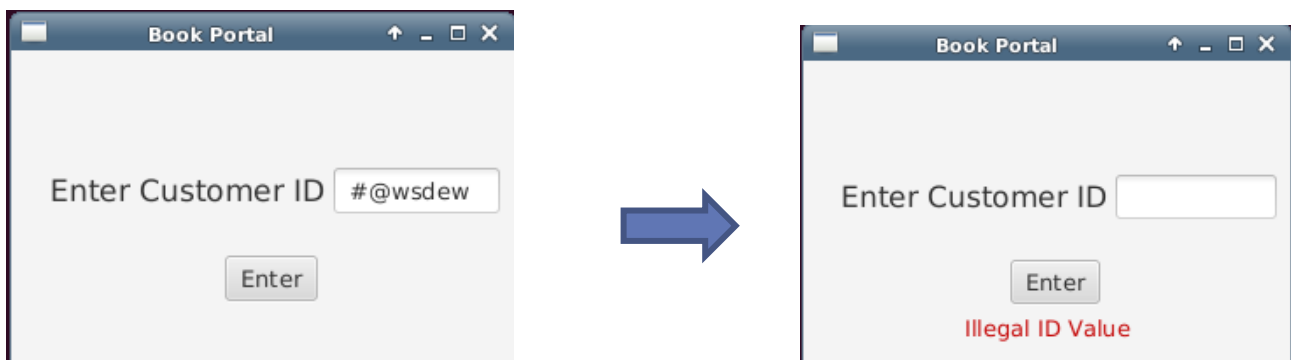 Book Portal
Enter Customer ID #@wsdew
Enter
Book Portal
Enter Customer ID
Enter
Illegal ID Value